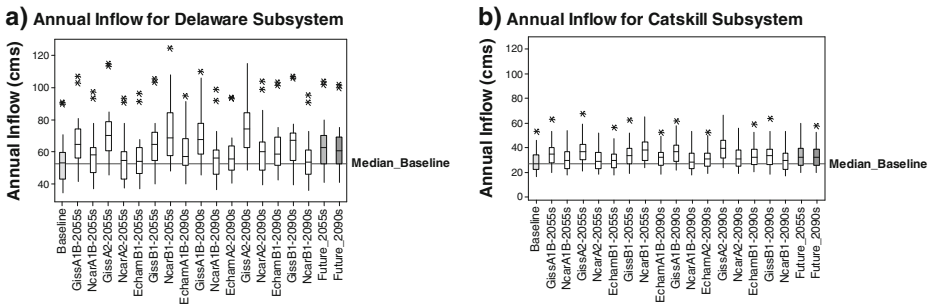 a) Annual Inflow for Delaware Subsystem
Annual Inflow (cms)
120
100
80
60
40
Median_Baseline
Baseline
GissA1B-2055s
NcarA1B-2055s
GissA2-2055s
NcarA2-2055s
EchamB1-2055s
GissB1-2055s
NcarB1-2055s
EchamA1B-2090s
GissA1B-2090s
NcarA1B-2090s
EchamA2-2090s
GissA2-2090s
NcarA2-2090s
EchamB1-2090s
GissB1-2090s
NcarB1-2090s
Future_2055s
Future_2090s
b) Annual Inflow for Catskill Subsystem
Annual Inflow (cms)
120
100
80
60
40
20
0
Median_Baseline
Baseline
GissA1B-2055s
NcarA1B-2055s
GissA2-2055s
NcarA2-2055s
EchamB1-2055s
GissB1-2055s
NcarB1-2055s
EchamA1B-2090s
GissA1B-2090s
NcarA1B-2090s
EchamA2-2090s
GissA2-2090s
NcarA2-2090s
EchamB1-2090s
GissB1-2090s
NcarB1-2090s
Future_2055s
Future_2090s